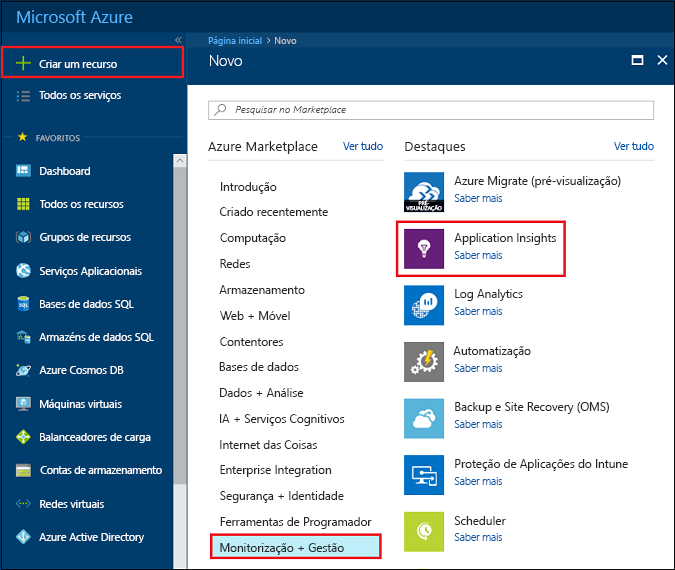 Microsoft Azure
«
Criar um recurso
Todos os serviços
FAVORITOS
Dashboard
Todos os recursos
Grupos de recursos
Serviços Aplicacionais
Bases de dados SQL
Armazéns de dados SQL
Azure Cosmos DB
Máquinas virtuais
Balanceadores de carga
Contas de armazenamento
Redes virtuais
Azure Active Directory
Página inicial > Novo
Novo
Pesquisar no Marketplace
Azure Marketplace Ver tudo
Introdução
Criado recentemente
Computação
Redes
Armazenamento
Web + Móvel
Contentores
Bases de dados
Dados + Análise
IA + Serviços Cognitivos
Internet das Coisas
Enterprise Integration
Segurança + Identidade
Ferramentas de Programador
Monitorização + Gestão
Destaques Ver tudo
PRÉ-
VISUALIZAÇÃO
Azure Migrate (pré-visualização)
Saber mais
Application Insights
Saber mais
Log Analytics
Saber mais
Automatização
Saber mais
Backup e Site Recovery (OMS)
Saber mais
Proteção de Aplicações do Intune
Saber mais
Scheduler
Saber mais